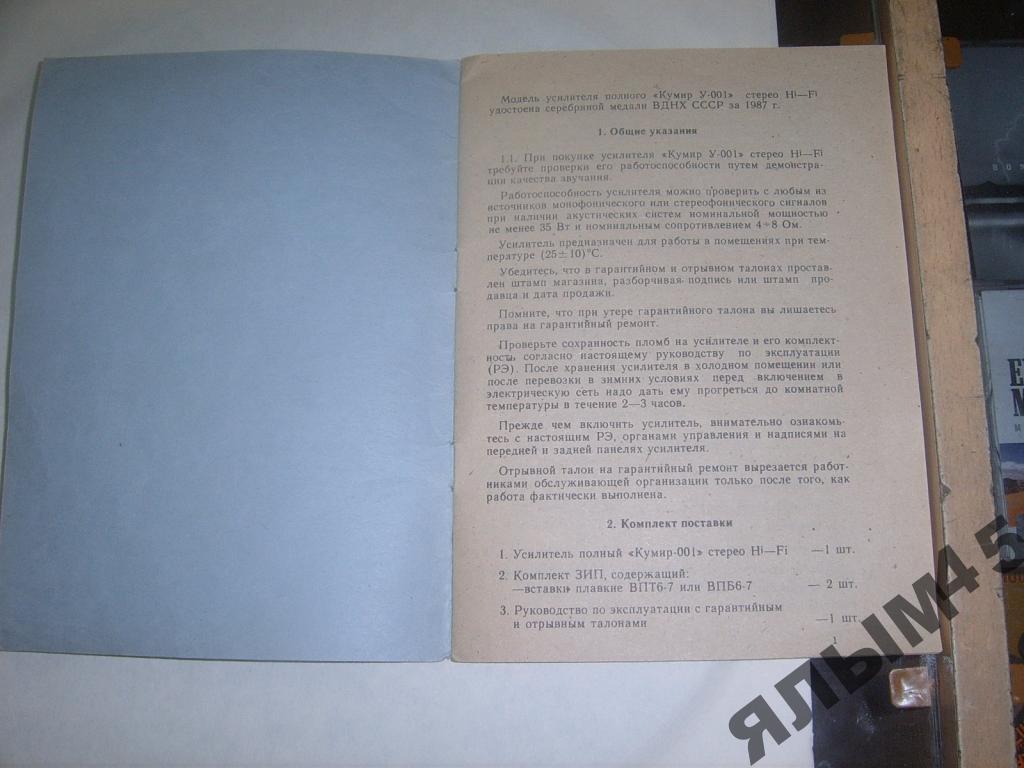 Модель усилителя полного «Кумир У-001» стерео Hi—Fi
удостоена серебряной медали ВДНХ СССР за 1987 г.
1. Общие указания
1.1. При покупке усилителя «Кумир У-001» стерео Hi—Fi
требуйте проверки его работоспособности путем демонстра-
ции качества звучания.
Работоспособность усилителя можно проверить с любым из
источников монофонического или стереофонического сигналов
при наличии акустических систем номинальной мощностью
не менее 35 Вт и номинальным сопротивлением 4÷8 Ом.
Усилитель предназначен для работы в помещениях при тем-
пературе (25±10)°С.
Убедитесь, что в гарантийном и отрывном талонах простав-
лен штамп магазина, разборчивая подпись или штамп про-
давца и дата продажи.
Помните, что при утере гарантийного талона вы лишаетесь
права на гарантийный ремонт.
Проверьте сохранность пломб на усилителе и его комплект-
ность согласно настоящему руководству по эксплуатации
(РЭ). После хранения усилителя в холодном помещении или
после перевозки в зимних условиях перед включением в
электрическую сеть надо дать ему прогреться до комнатной
температуры в течение 2—3 часов.
Прежде чем включить усилитель, внимательно ознакомь-
тесь с настоящим РЭ, органами управления и надписями на
передней и задней панелях усилителя.
Отрывной талон на гарантийный ремонт вырезается работ-
никами обслуживающей организации только после того, как
работа фактически выполнена.
2. Комплект поставки
1. Усилитель полный «Кумир-001» стерео Hi—Fi —1 шт.
2. Комплект ЗИП, содержащий:
—вставки плавкие ВПТ6-7 или ВПБ6-7 — 2 шт.
3. Руководство по эксплуатации с гарантийным
и отрывным талонами —1 шт.
1
ЯЛЫМ45